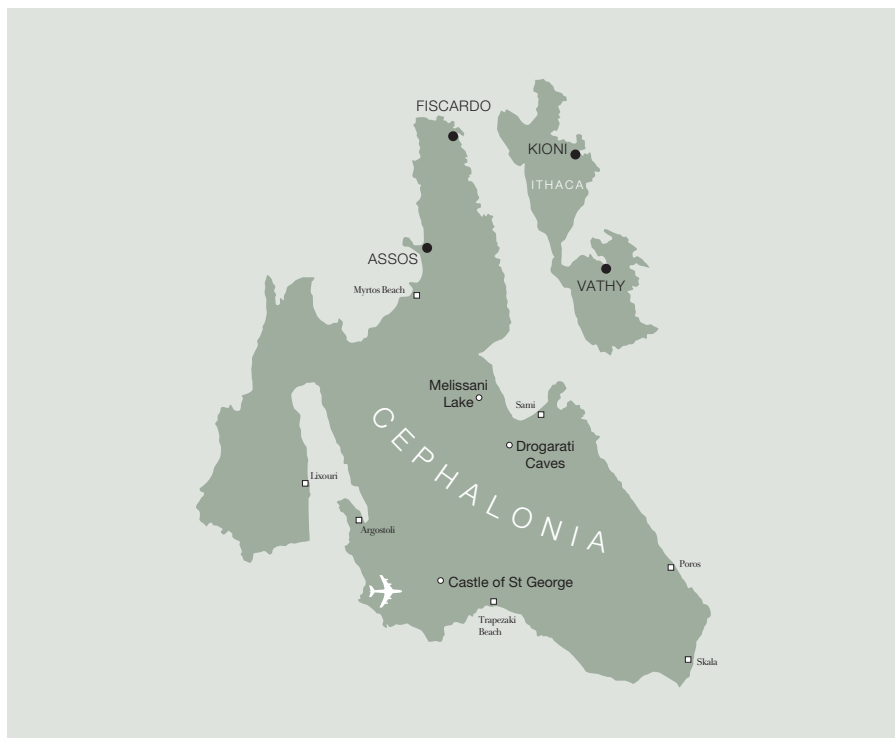 FISCARDO
KIONI
ITHACA
ASSOS
VATHY
Myrtos Beach
Melissani
Lake
Sami
Drogarati
Caves
CEPHALONIA
Lixouri
Argostoli
Poros
Castle of St George
Trapezaki
Beach
Skala